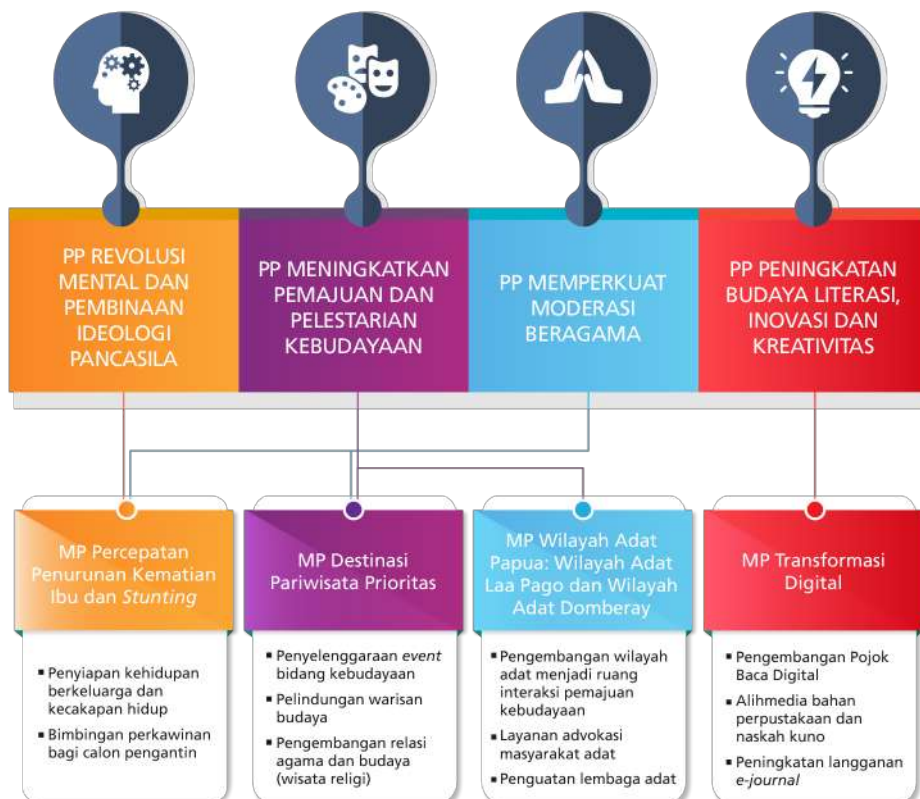 PP REVOLUSI
MENTAL DAN
PEMBINAAN
IDEOLOGI
PANCASILA
PP MENINGKATKAN
PEMAJUAN DAN
PELESTARIAN
KEBUDAYAAN
PP MEMPERKUAT
MODERASI
BERAGAMA
PP PENINGKATAN
BUDAYA LITERASI,
INOVASI DAN
KREATIVITAS
MP Percepatan
Penurunan Kematian
Ibu dan Stunting
▪ Penyiapan kehidupan
berkeluarga dan
kecakapan hidup
▪ Bimbingan perkawinan
bagi calon pengantin
MP Destinasi
Pariwisata Prioritas
▪ Penyelenggaraan event
bidang kebudayaan
▪ Pelindungan warisan
budaya
▪ Pengembangan relasi
agama dan budaya
(wisata religi)
MP Wilayah Adat
Papua: Wilayah Adat
Laa Pago dan Wilayah
Adat Domberay
▪ Pengembangan wilayah
adat menjadi ruang
interaksi pemajuan
kebudayaan
▪ Layanan advokasi
masyarakat adat
▪ Penguatan lembaga adat
MP Transformasi
Digital
▪ Pengembangan Pojok
Baca Digital
▪ Alihmedia bahan
perpustakaan dan
naskah kuno
▪ Peningkatan langganan
e-journal